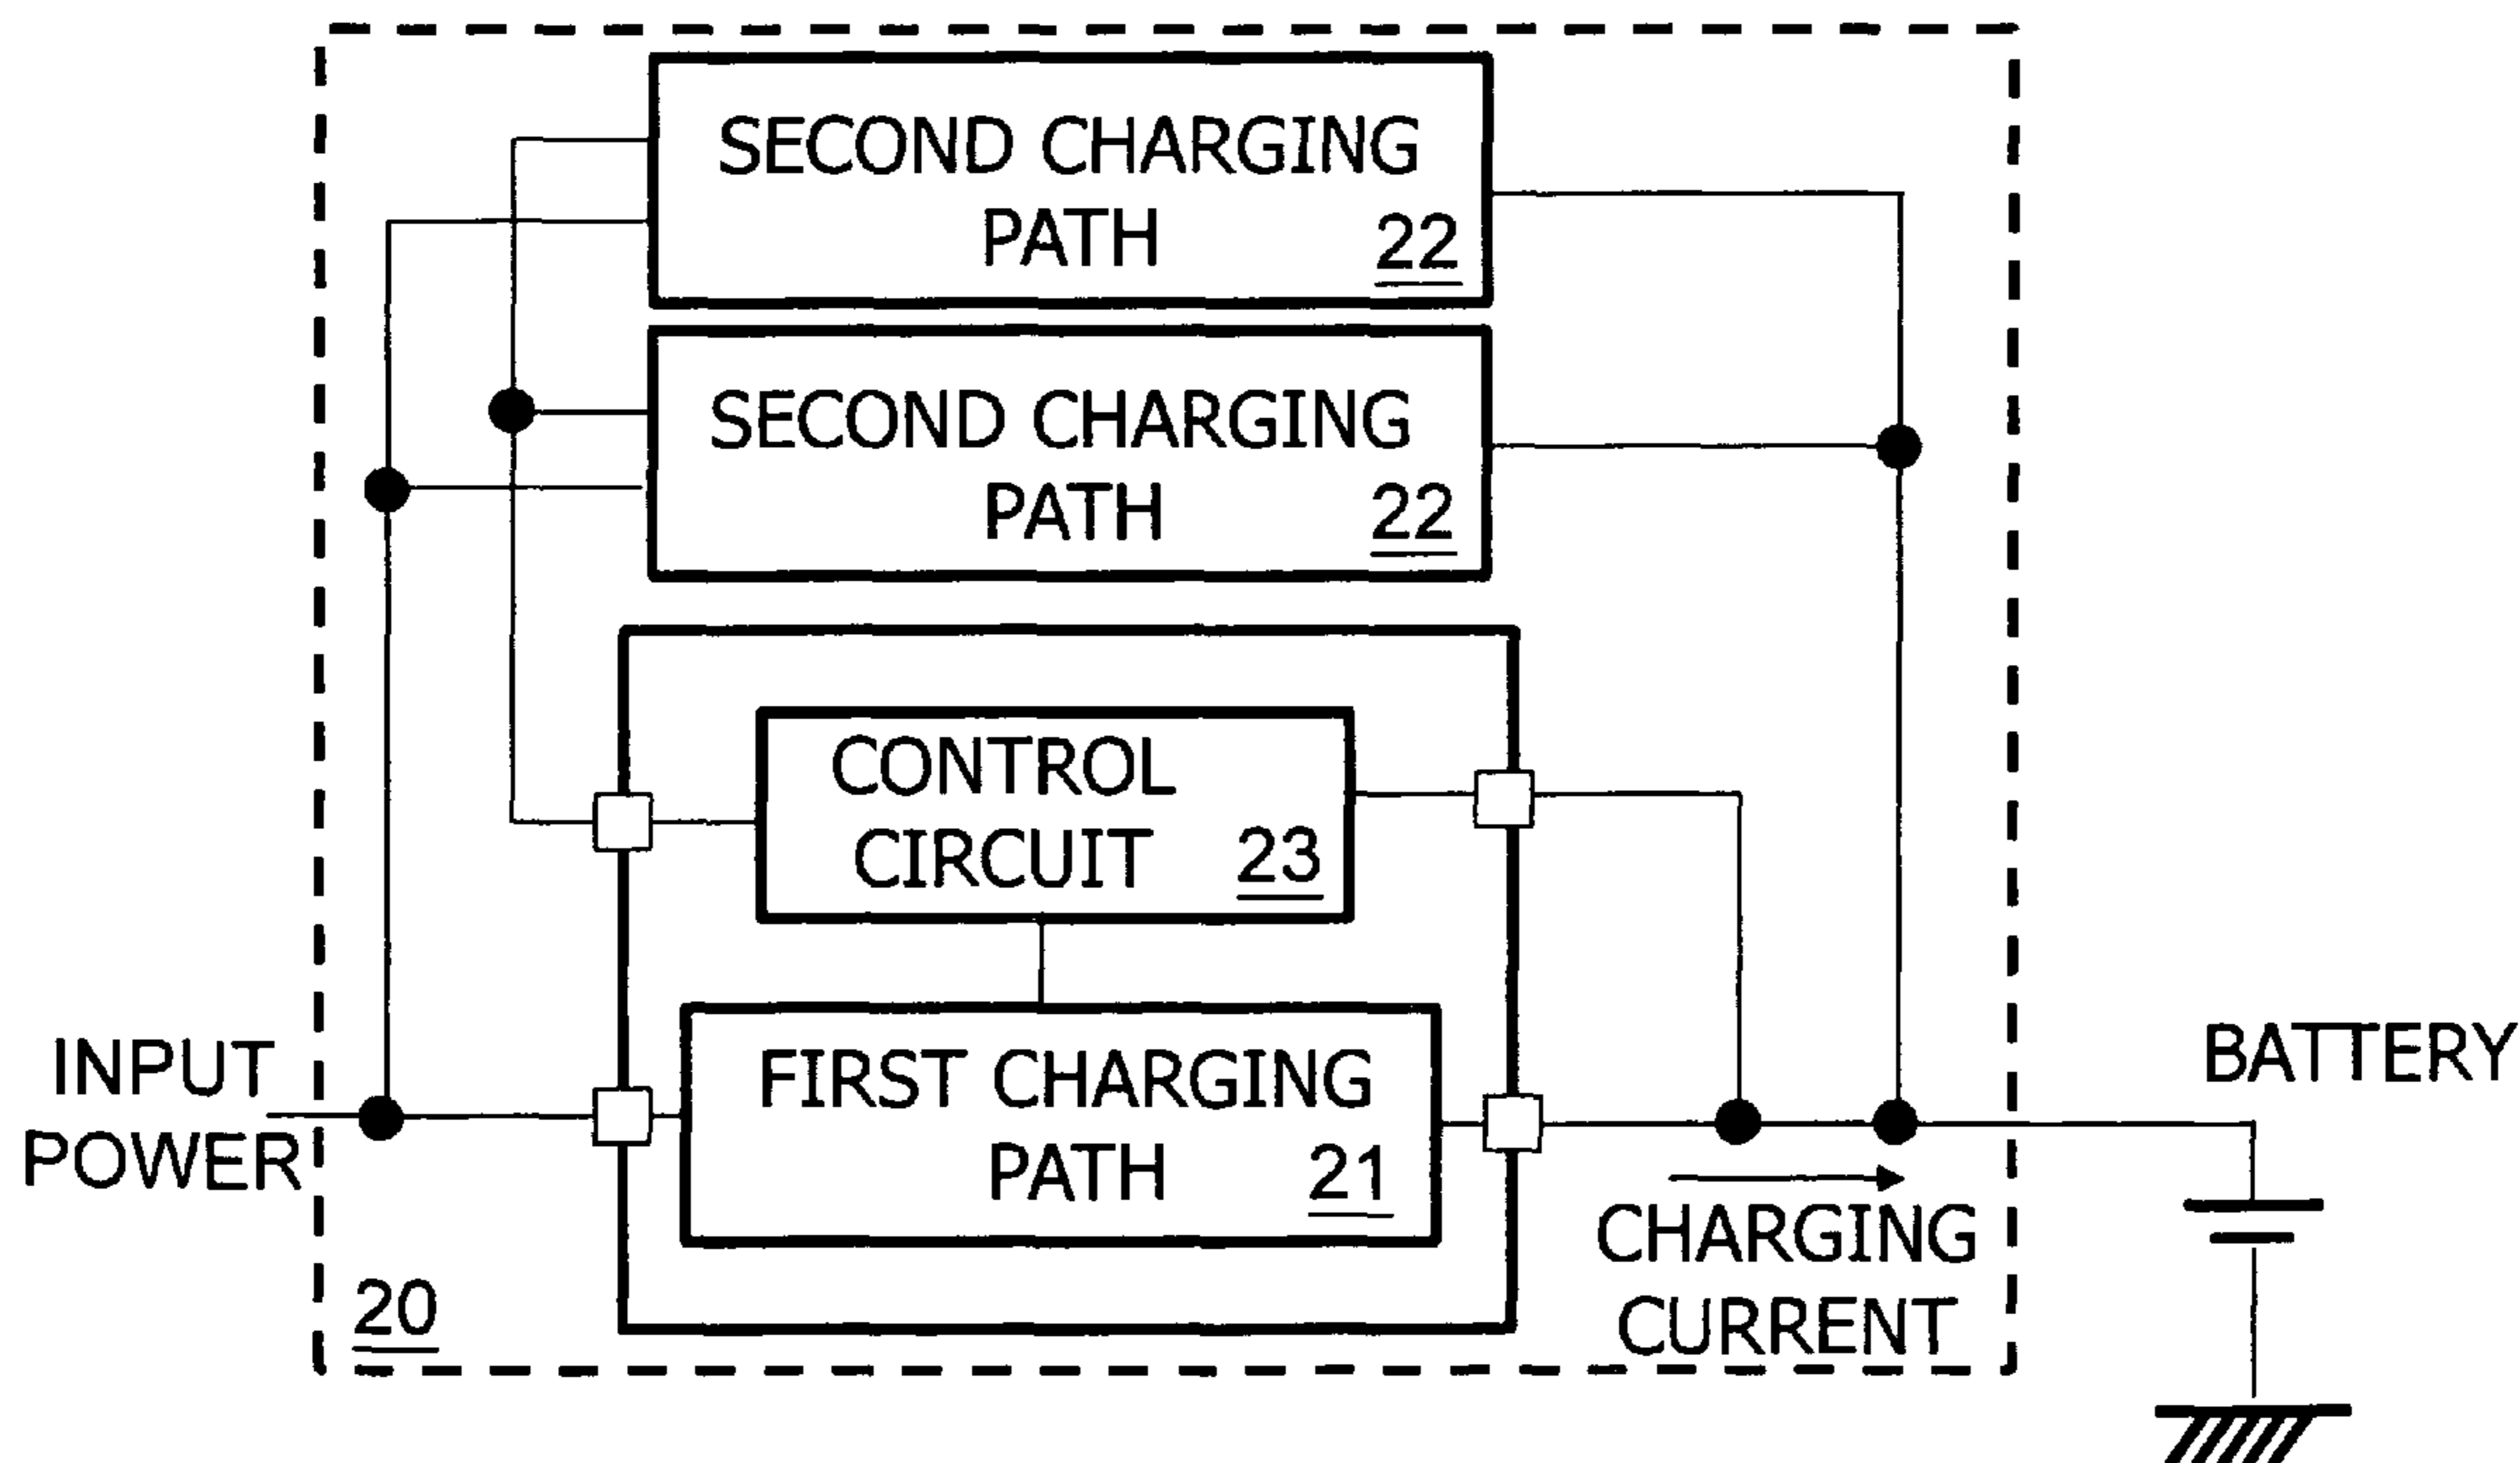 SECOND CHARGING
PATH 22
SECOND CHARGING
PATH 22
CONTROL
CIRCUIT 23
FIRST CHARGING
PATH 21
INPUT
POWER
BATTERY
CHARGING
CURRENT
20